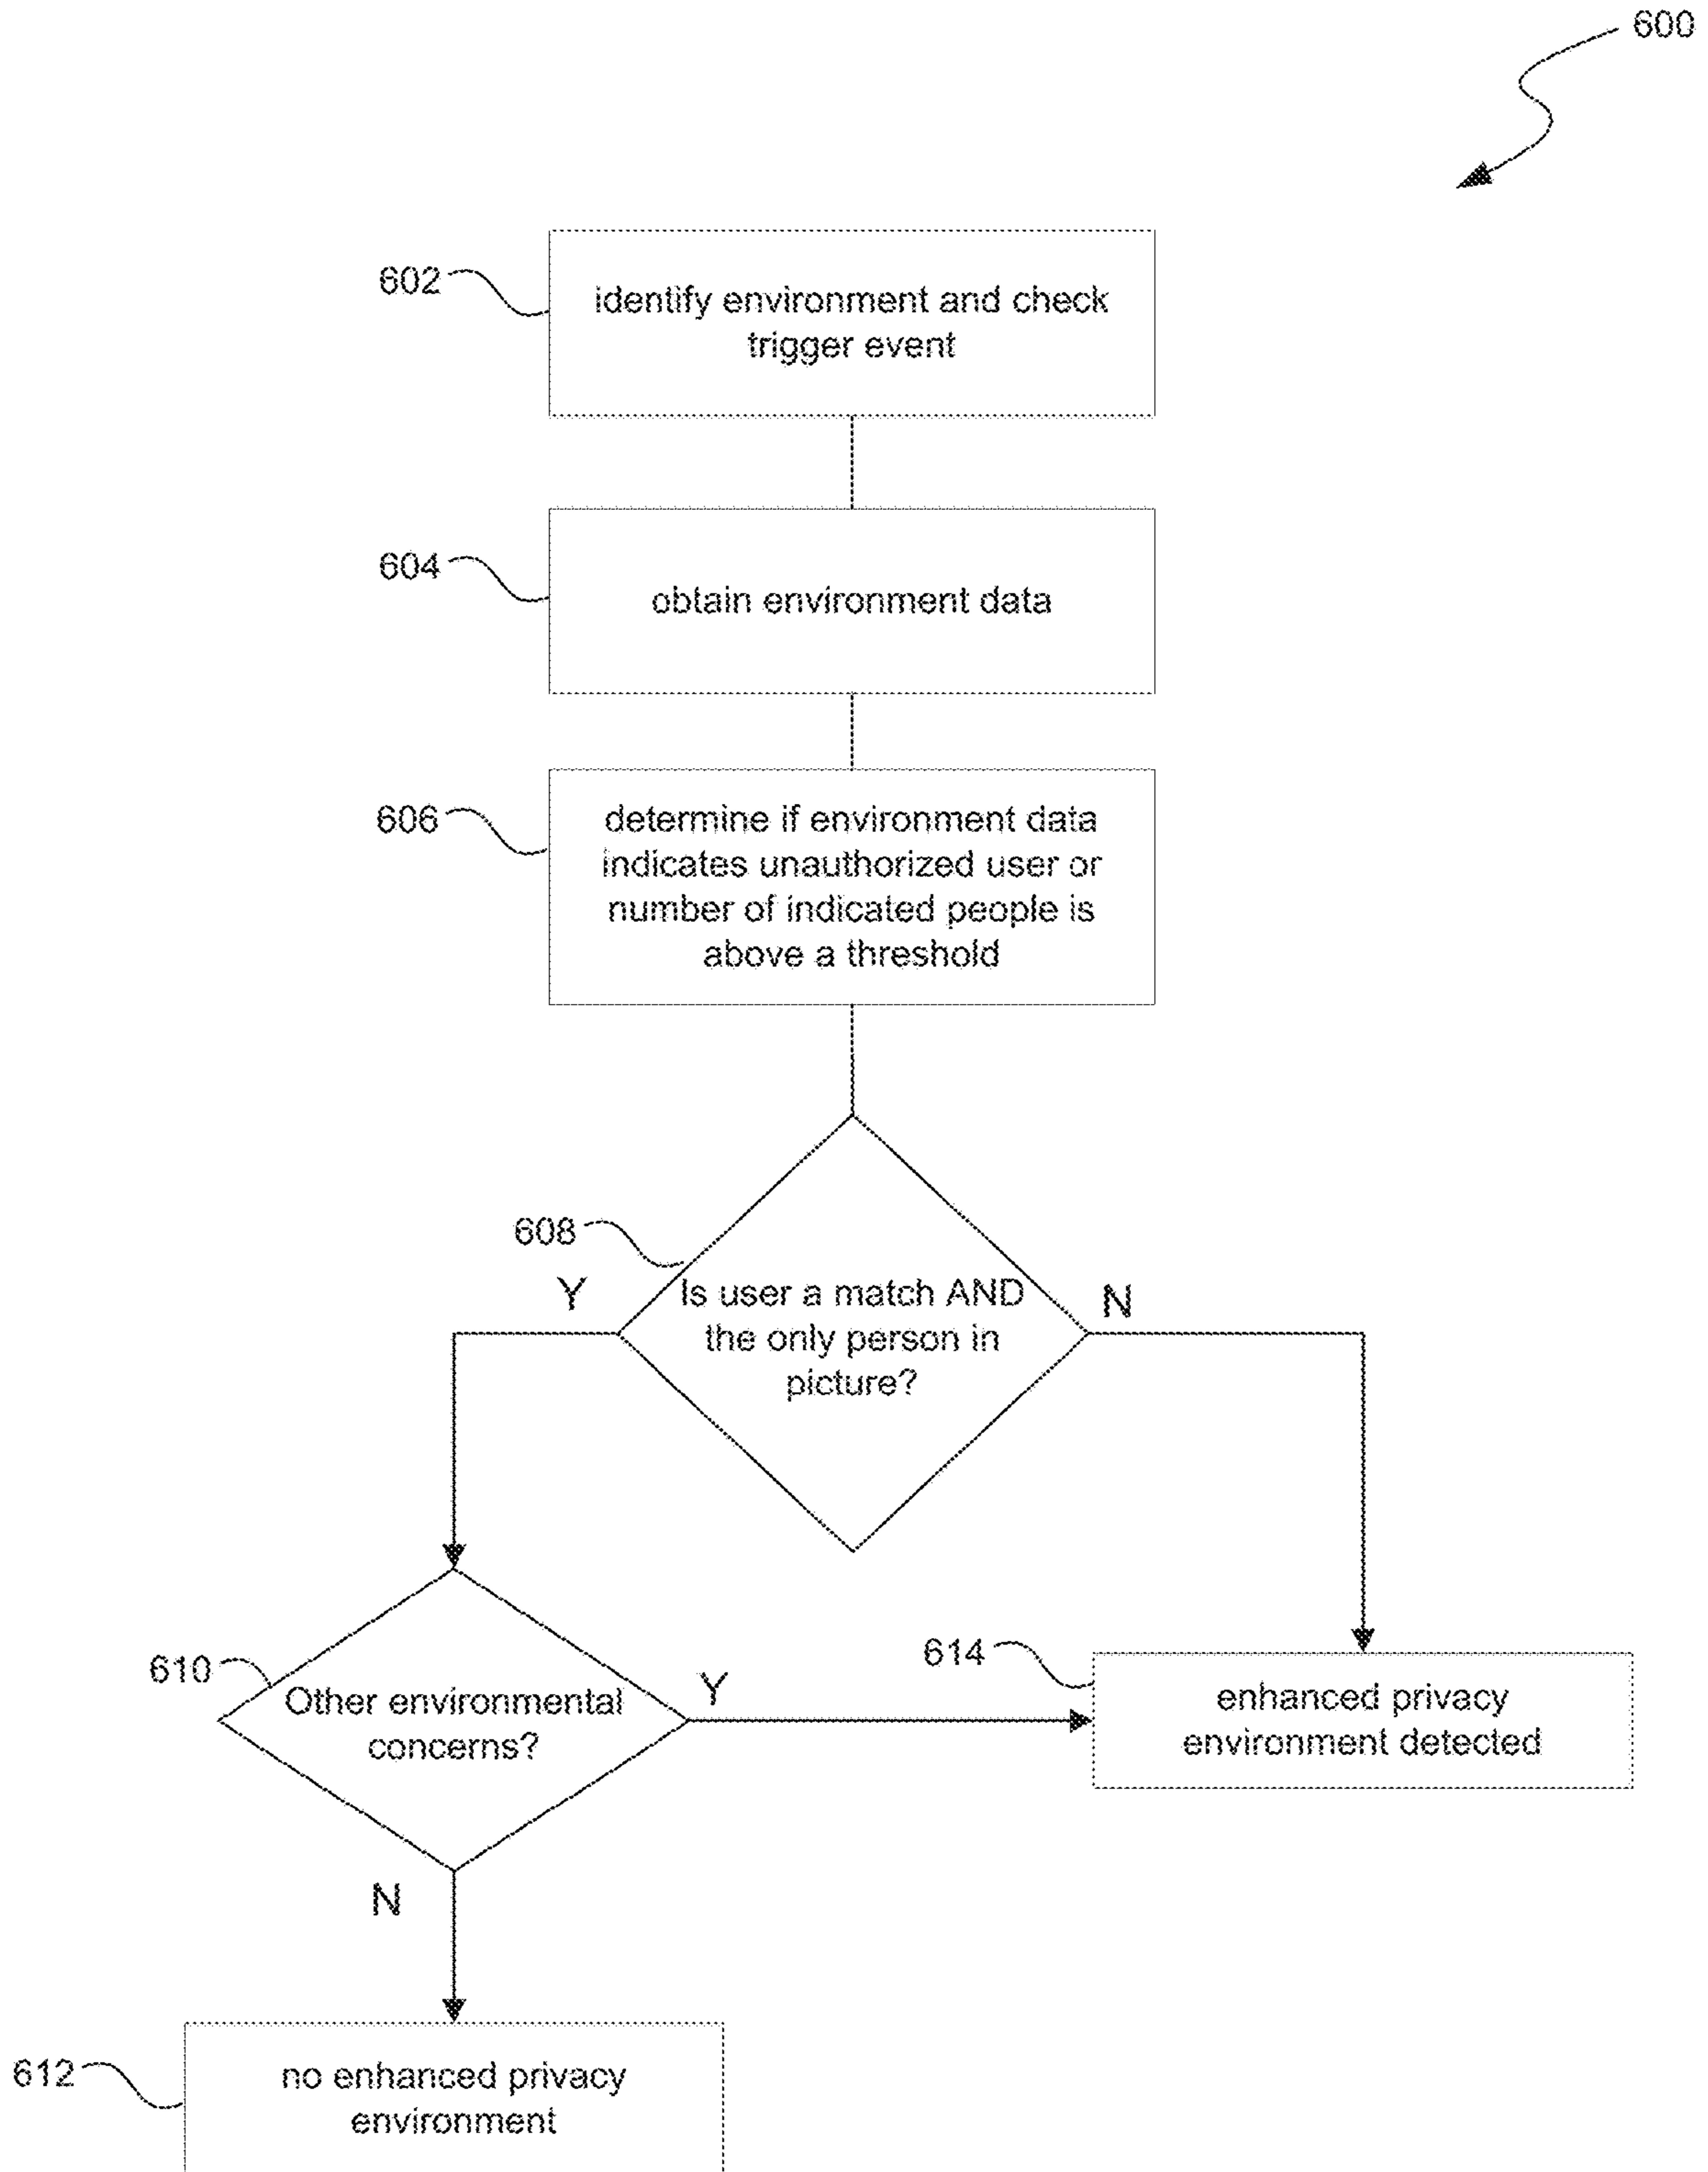 600
602
identify environment and check
trigger event
604
obtain environment data
606
determine if environment data
indicates unauthorized user or
number of indicated people is
above a threshold
608
Y
Is user a match AND
the only person in
picture?
N
610
Other environmental
concerns?
Y
614
enhanced privacy
environment detected
N
612
no enhanced privacy
environment